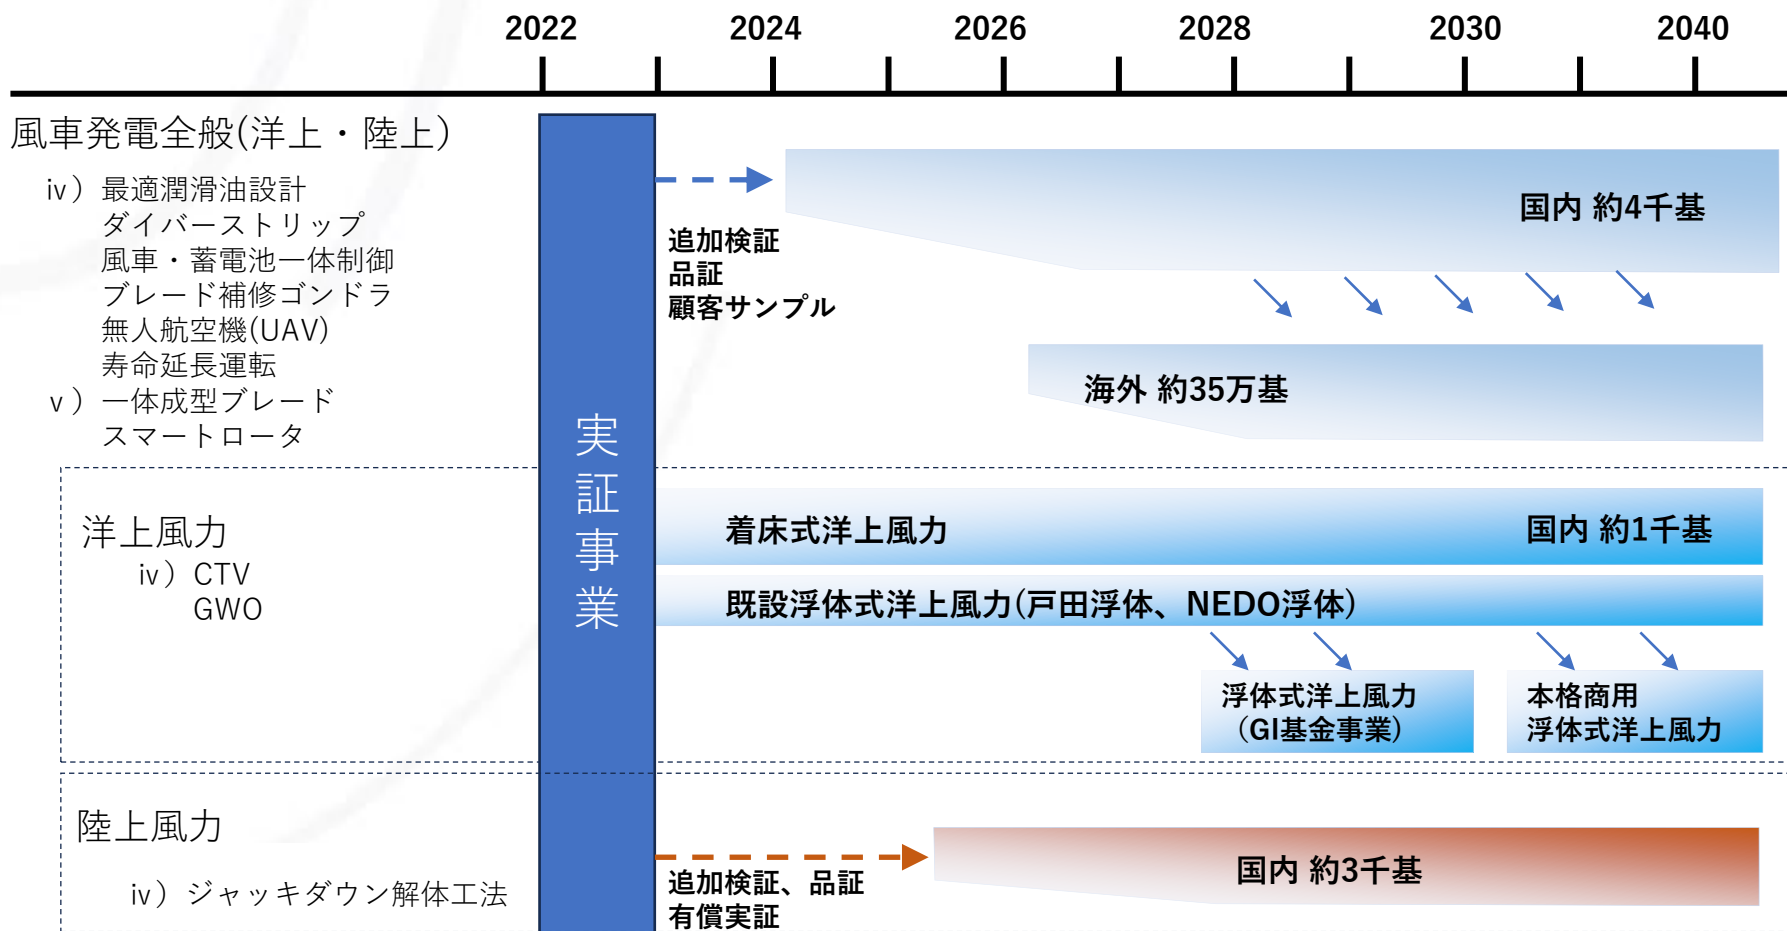 2022 2024 2026 2028 2030 2040
風車発電全般(洋上・陸上)
iv）最適潤滑油設計
ダイバーストリップ
風車・蓄電池一体制御
ブレード補修ゴンドラ
無人航空機(UAV)
寿命延長運転
v）一体成型ブレード
スマートロータ
実証事業
追加検証
品証
顧客サンプル
国内 約4千基
海外 約35万基
洋上風力
iv）CTV
GWO
着床式洋上風力
国内 約1千基
既設浮体式洋上風力(戸田浮体、NEDO浮体)
浮体式洋上風力
（GI基金事業）
本格商用
浮体式洋上風力
陸上風力
iv）ジャッキダウン解体工法
追加検証、品証
有償実証
国内 約3千基